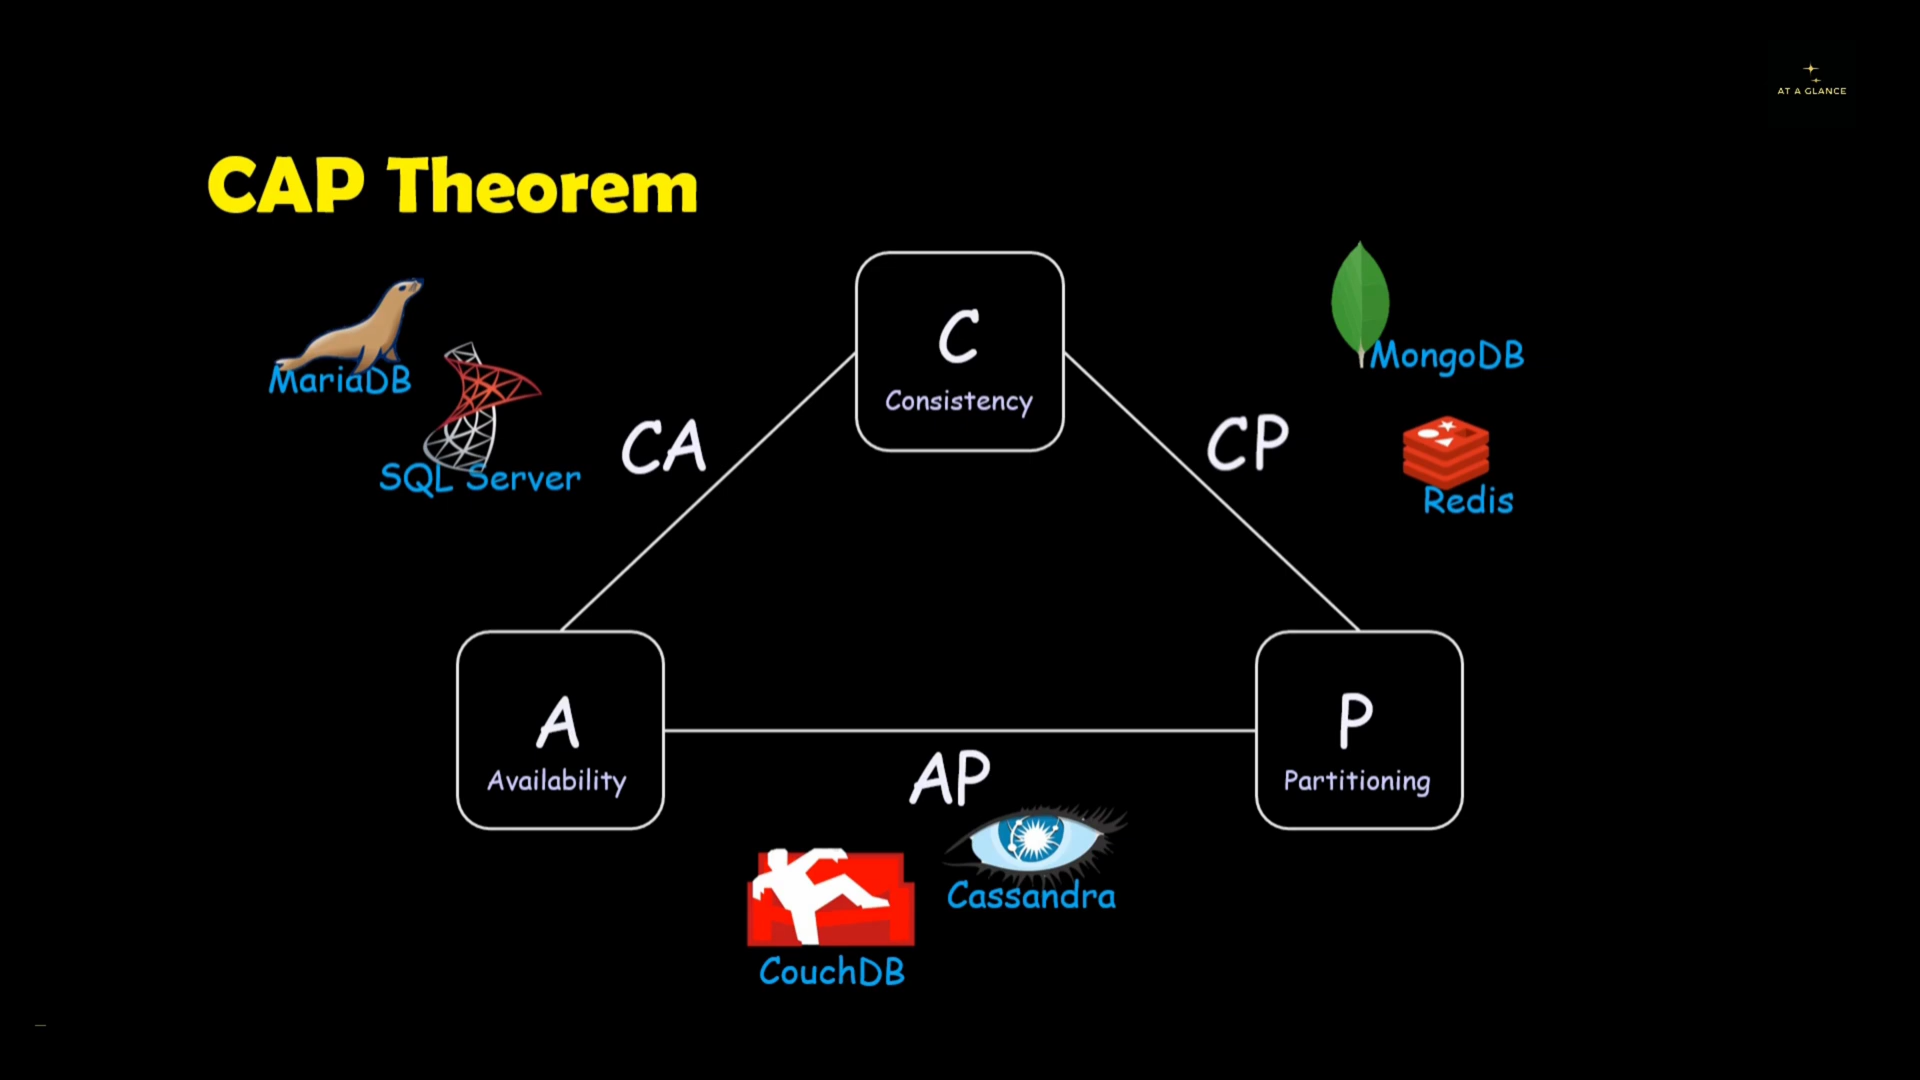 AT A GLANCE
CAP Theorem
MariaDB
SQL Server
CA
C
Consistency
CP
MongoDB
Redis
A
Availability
AP
P
Partitioning
Cassandra
CouchDB